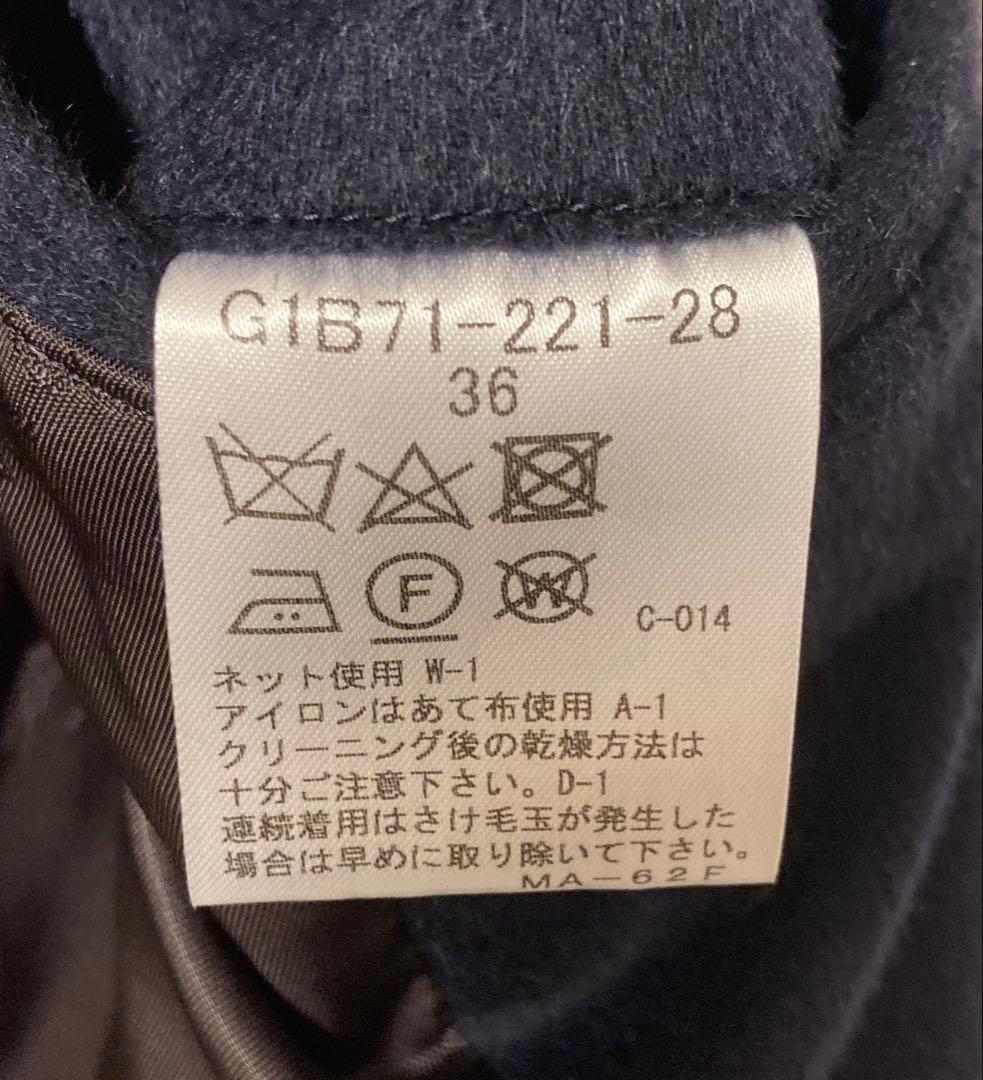 G1B71-221-28
36
F W C-014
ネット使用 W-1
アイロンはあて布使用 A-1
クリーニング後の乾燥方法は
十分ご注意下さい。D-1
連続着用はさけ毛玉が発生した
場合は早めに取り除いて下さい。
MA-62F